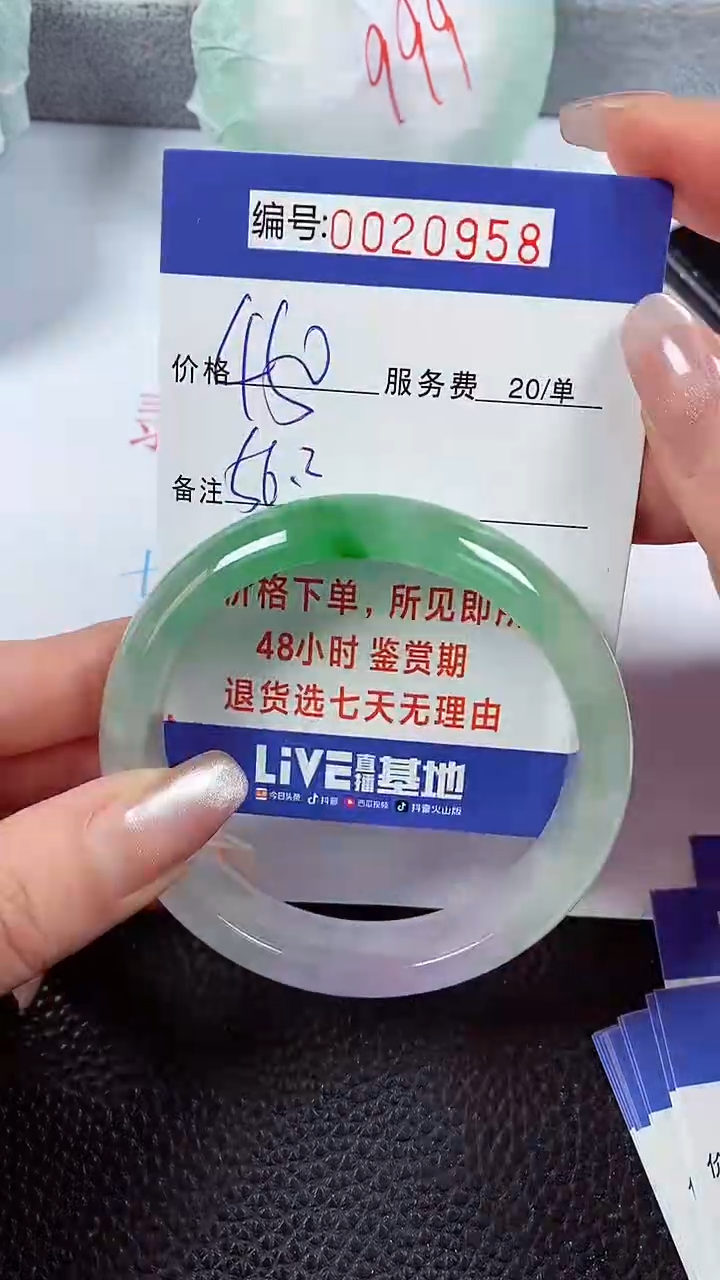 999
编号:0020958
价格 服务费 20/单
备注 56.2
价格下单，所见即所
48小时 鉴赏期
退货选七天无理由
LiVE直播基地
今日头条 抖音 西瓜视频 抖音火山版